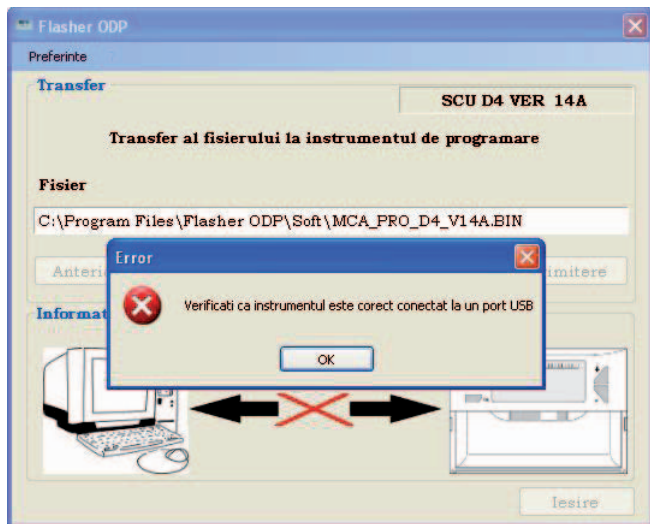 Flasher ODP
Preferinte
Transfer
SCU D4 VER 14A
Transfer al fisierului la instrumentul de programare
Fisier
C:\Program Files\Flasher ODP\Soft\MCA_PRO_D4_V14A.BIN
Error
Verificati ca instrumentul este corect conectat la un port USB
OK
Iesire